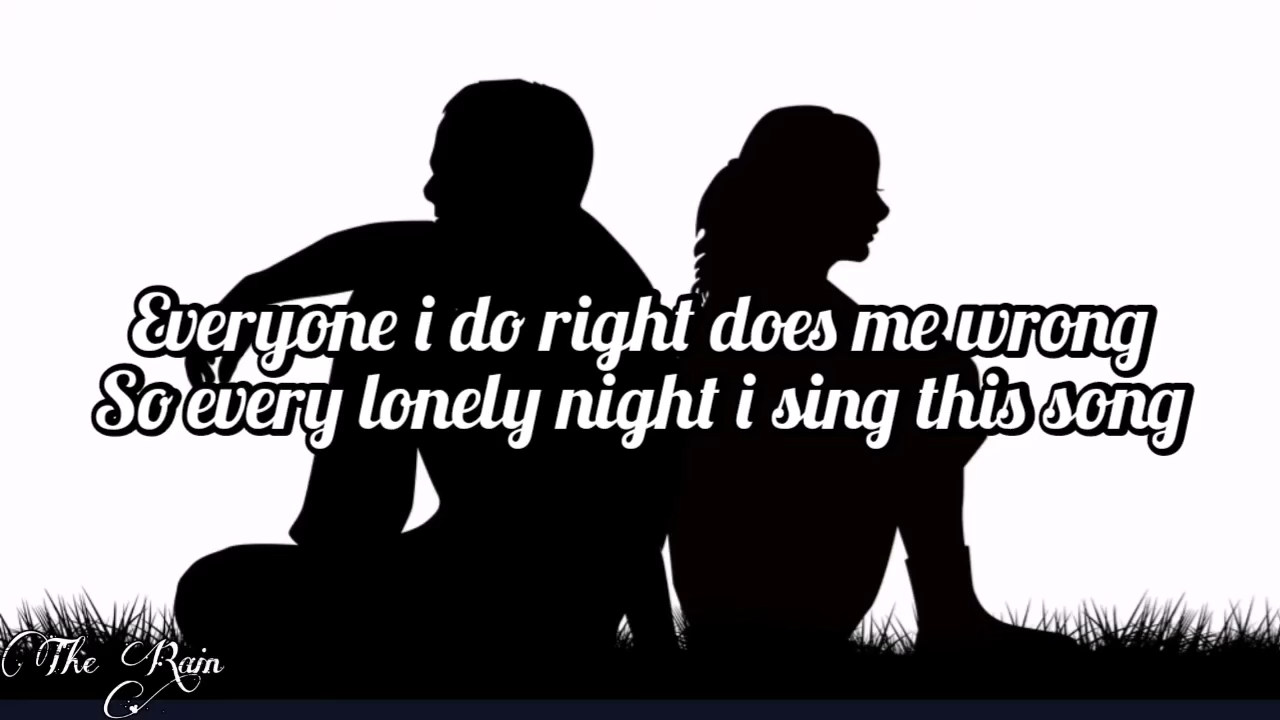 Everyone i do right does me wrong
So every lonely night i sing this song
The Rain